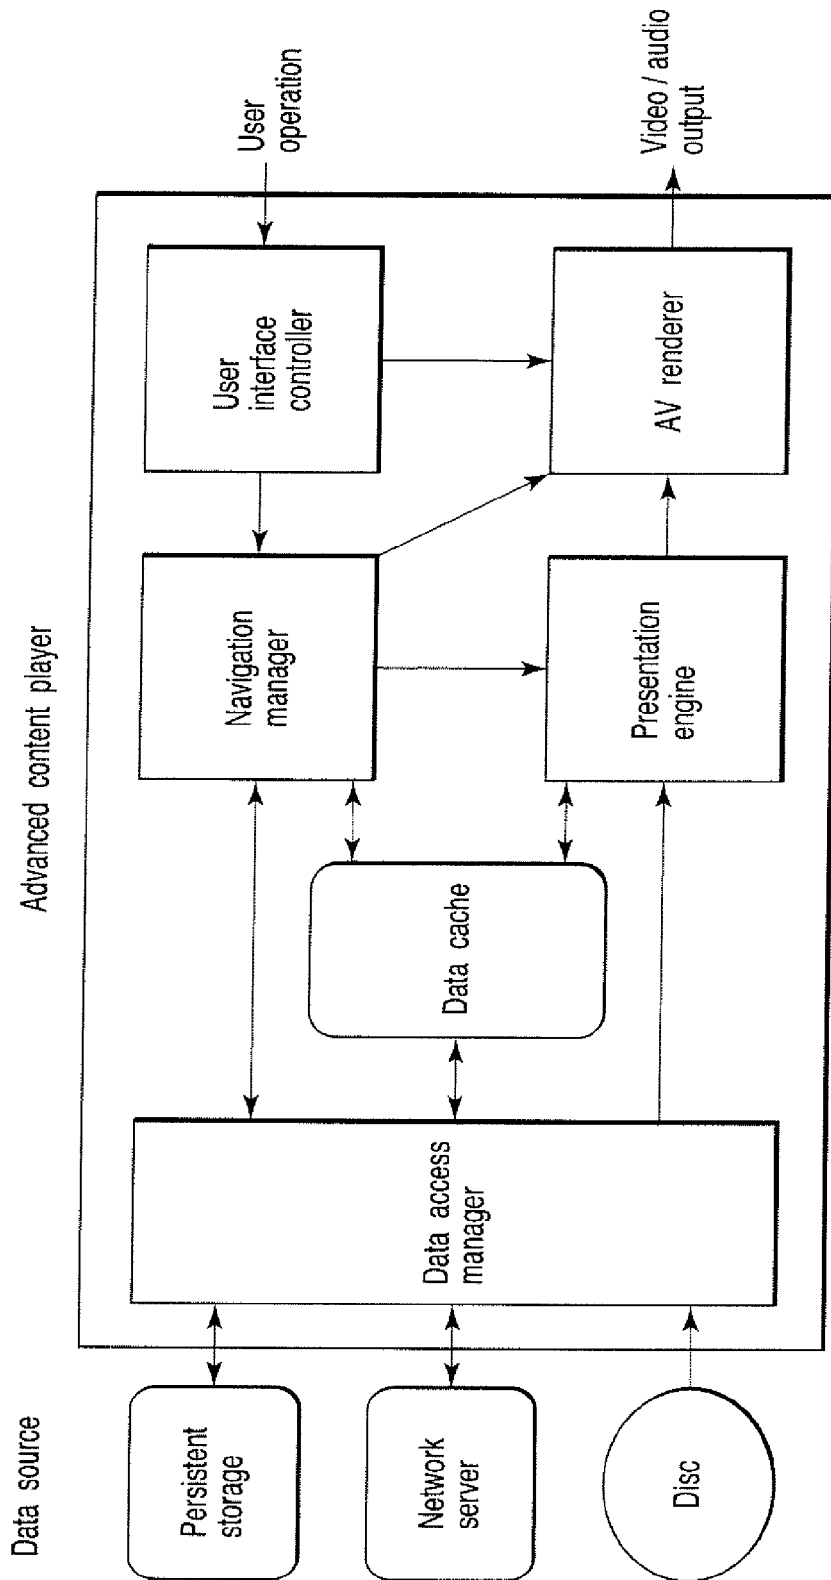 Advanced content player
Data source
Persistent
storage
Network
server
Disc
Data access
manager
Data cache
Navigation
manager
Presentation
engine
User
interface
controller
AV renderer
User
operation
Video / audio
output